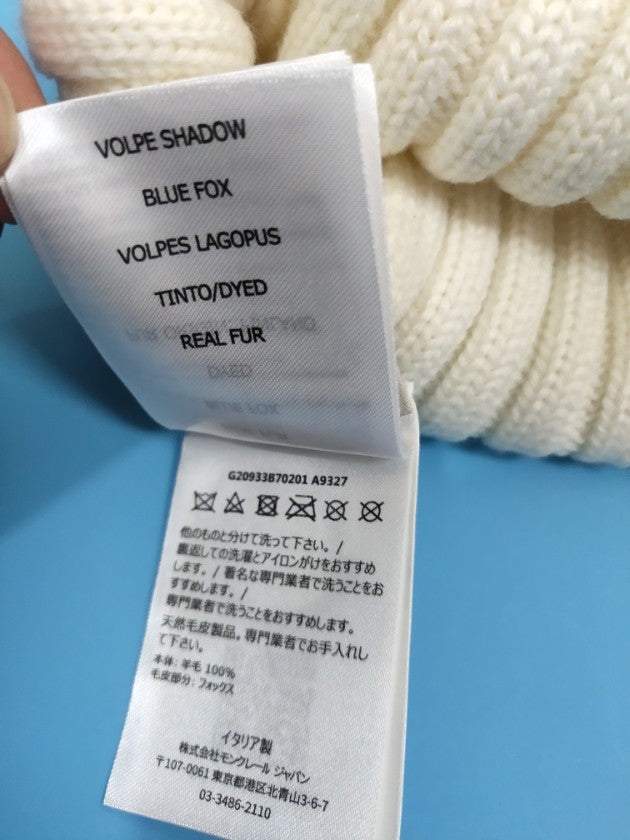 VOLPE SHADOW
BLUE FOX
VOLPES LAGOPUS
TINTO/DYED
REAL FUR
DYED
BLUE FOX
G20933B70201 A9327
他のものと分けて洗って下さい。/
裏返しての洗濯とアイロンがけをおすすめ
します。/ 著名な専門業者で洗うことをお
すすめします。/
専門業者で洗うことをおすすめします。
天然毛皮製品。専門業者でお手入れし
て下さい。
本体: 羊毛 100%
毛皮部分: フォックス
イタリア製
株式会社モンクレール ジャパン
〒107-0061 東京都港区北青山3-6-7
03-3486-2110